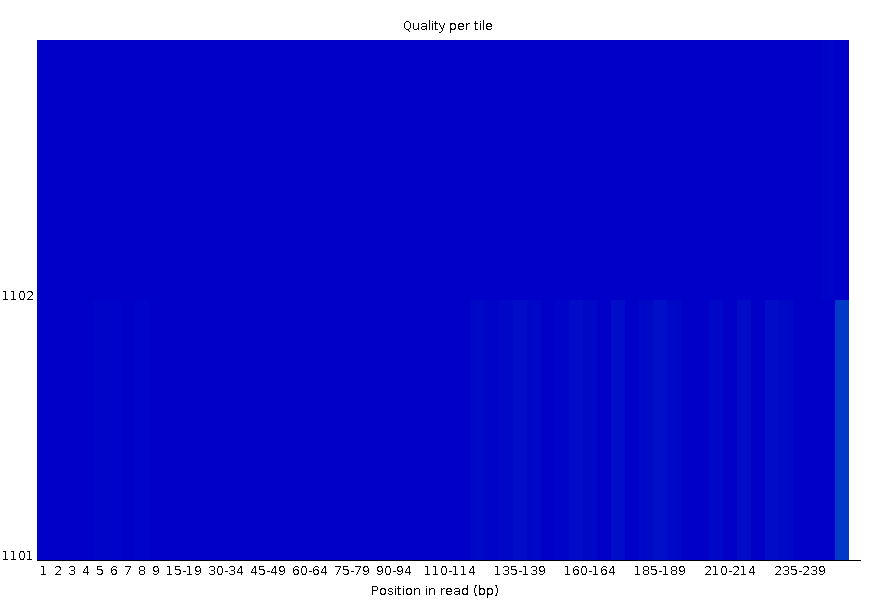 Quality per tile
1102
1101
1 2 3 4 5 6 7 8 9 15-19 30-34 45-49 60-64 75-79 90-94 110-114 135-139 160-164 185-189 210-214 235-239
Position in read (bp)